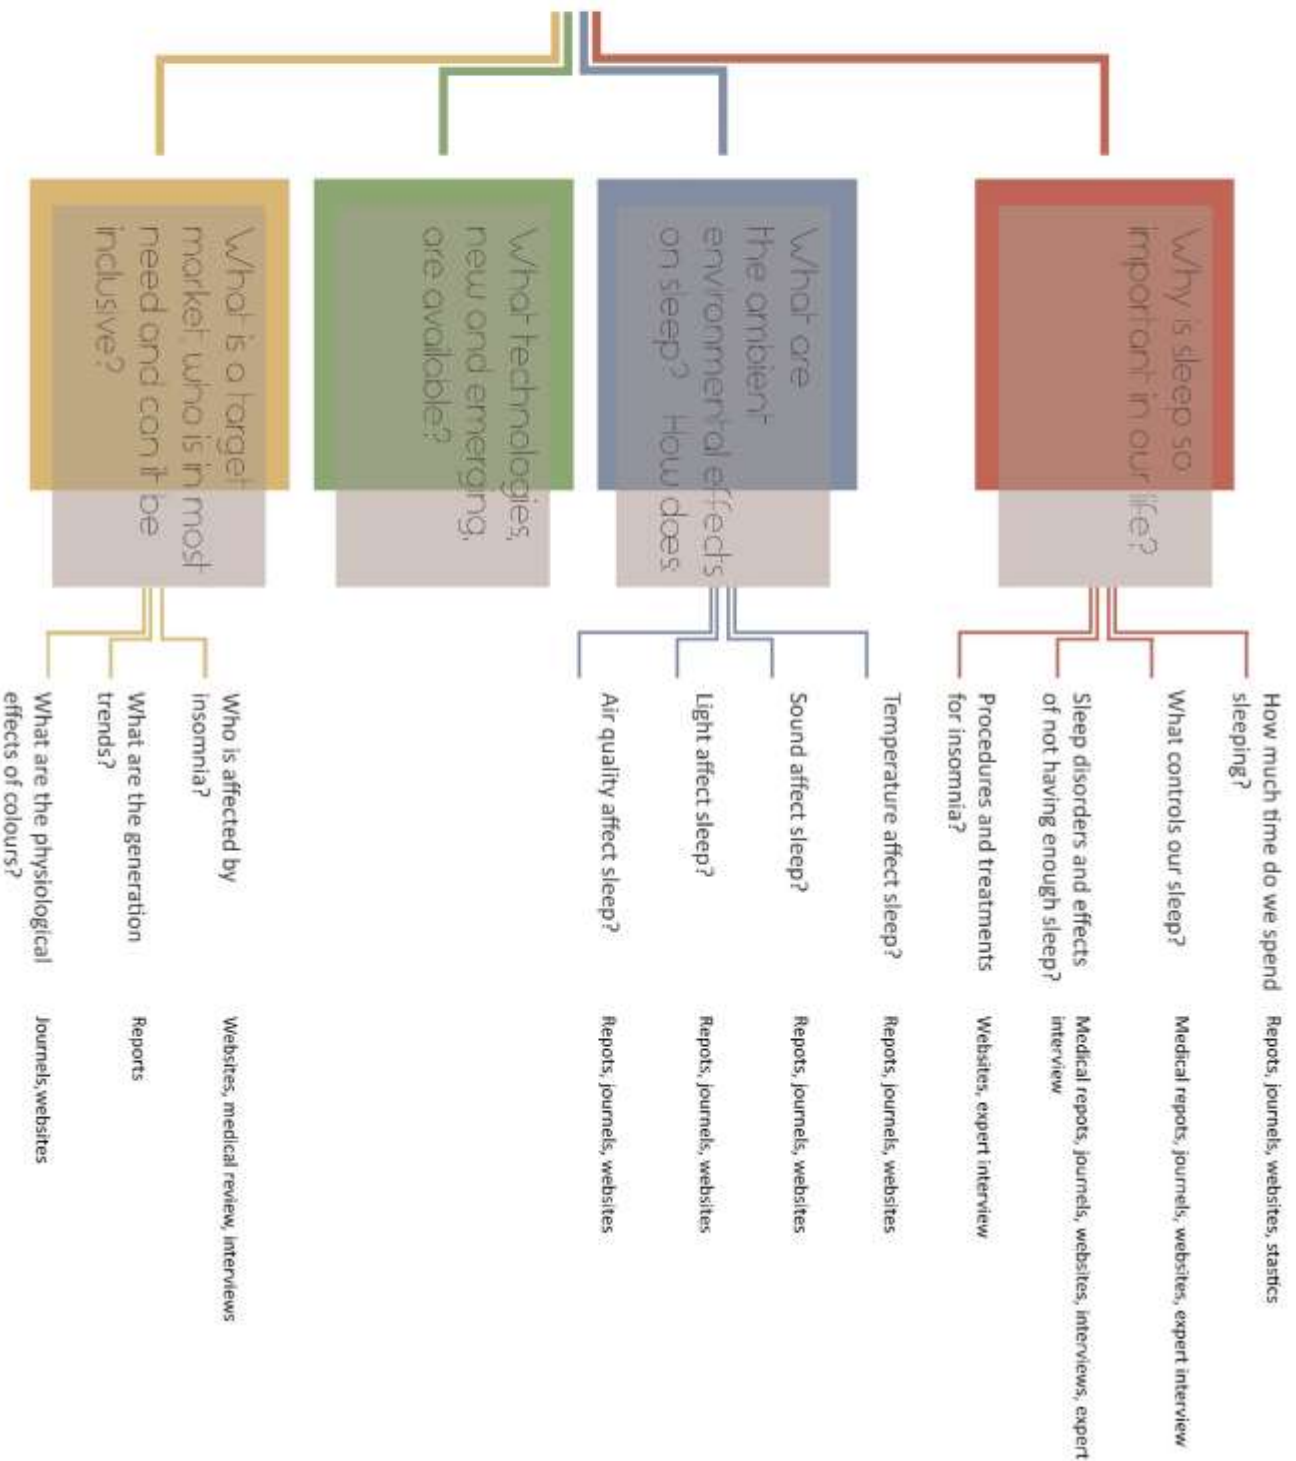 Why is sleep so
important in our life?
How much time do we spend
sleeping?
Repots, journels, websites, stastics
What controls our sleep?
Medical repots, journels, websites, expert interview
Sleep disorders and effects
of not having enough sleep?
Medical repots, journels, websites, interviews, expert
interview
Procedures and treatments
for insomnia?
Websites, expert interview
What are
the ambient
environmental effects
on sleep? How does:
Temperature affect sleep?
Repots, journels, websites
Sound affect sleep?
Repots, journels, websites
Light affect sleep?
Repots, journels, websites
Air quality affect sleep?
Repots, journels, websites
What technologies,
new and emerging,
are available?
What is a target
market, who is in most
need and can it be
inclusive?
Who is affected by
insomnia?
Websites, medical review, interviews
What are the generation
trends?
Reports
What are the physiological
effects of colours?
Journels,websites